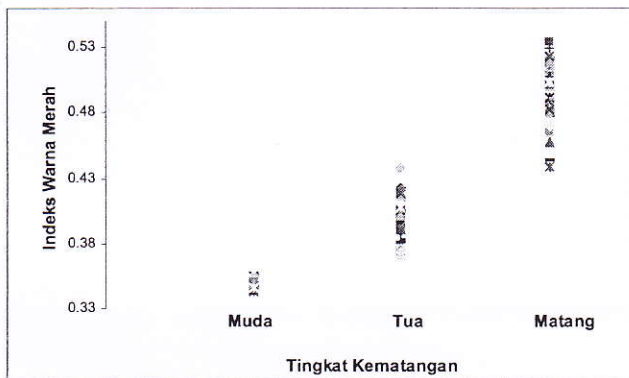 Indeks Warna Merah
0.53
0.48
0.43
0.38
0.33
Muda Tua Matang
Tingkat Kematangan